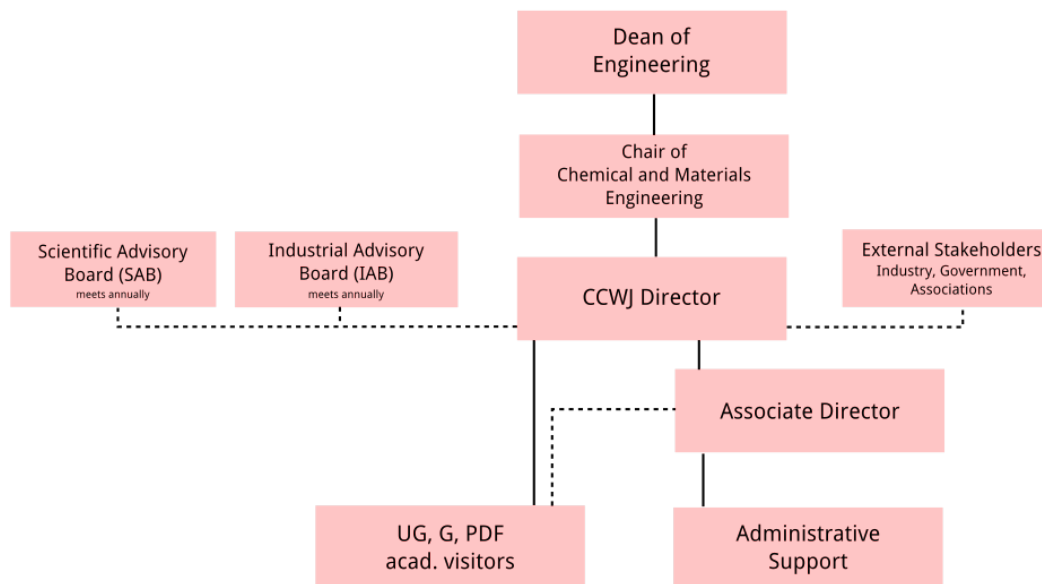 Dean of
Engineering
Chair of
Chemical and Materials
Engineering
Scientific Advisory
Board (SAB)
meets annually
Industrial Advisory
Board (IAB)
meets annually
CCWJ Director
External Stakeholders
Industry, Government,
Associations
Associate Director
UG, G, PDF
acad. visitors
Administrative
Support